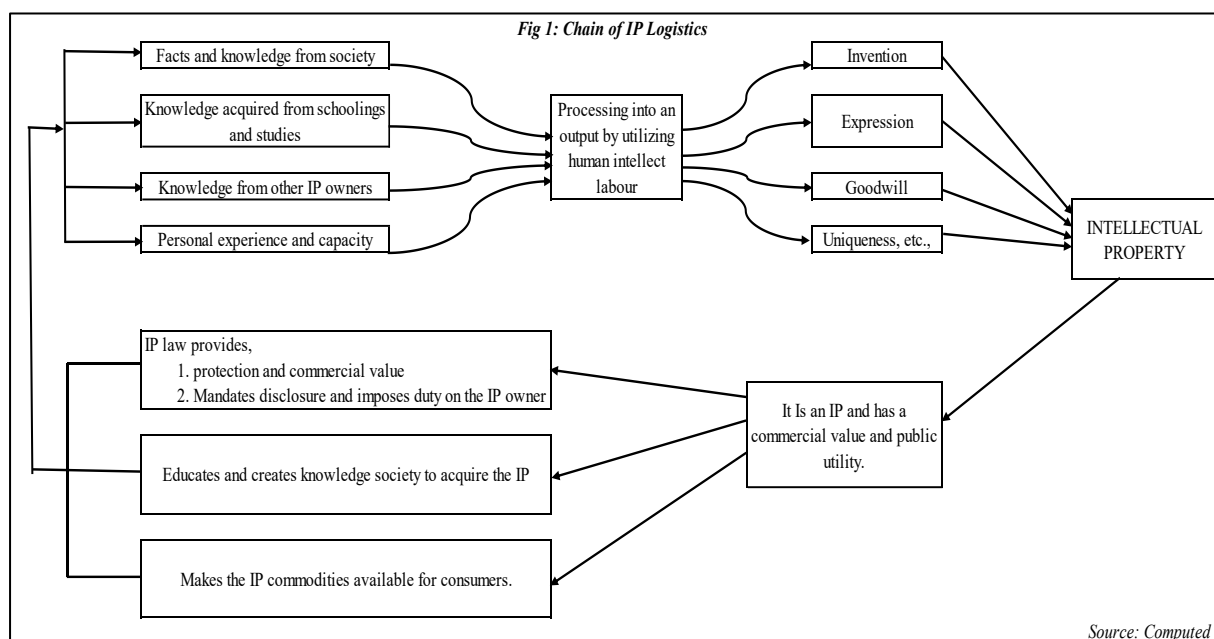 Fig 1: Chain of IP Logistics
Facts and knowledge from society
Knowledge acquired from schoolings
and studies
Knowledge from other IP owners
Personal experience and capacity
Processing into an
output by utilizing
human intellect
labour
Invention
Expression
Goodwill
Uniqueness, etc.,
INTELLECTUAL
PROPERTY
IP law provides,
1. protection and commercial value
2. Mandates disclosure and imposes duty on the IP owner
Educates and creates knowledge society to acquire the IP
Makes the IP commodities available for consumers.
It Is an IP and has a
commercial value and public
utility.
Source: Computed